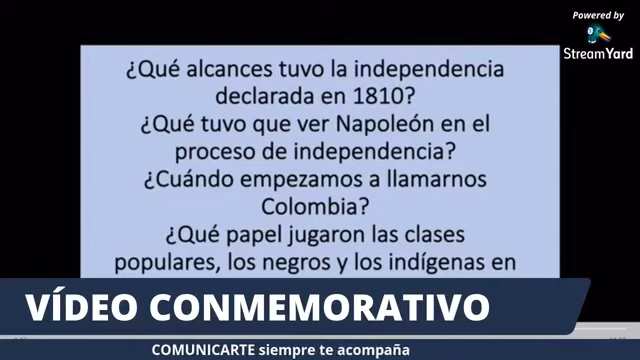 Powered by
StreamYard
¿Qué alcances tuvo la independencia
declarada en 1810?
¿Qué tuvo que ver Napoleón en el
proceso de independencia?
¿Cuándo empezamos a llamarnos
Colombia?
¿Qué papel jugaron las clases
populares, los negros y los indígenas en
VÍDEO CONMEMORATIVO
COMUNICARTE siempre te acompaña